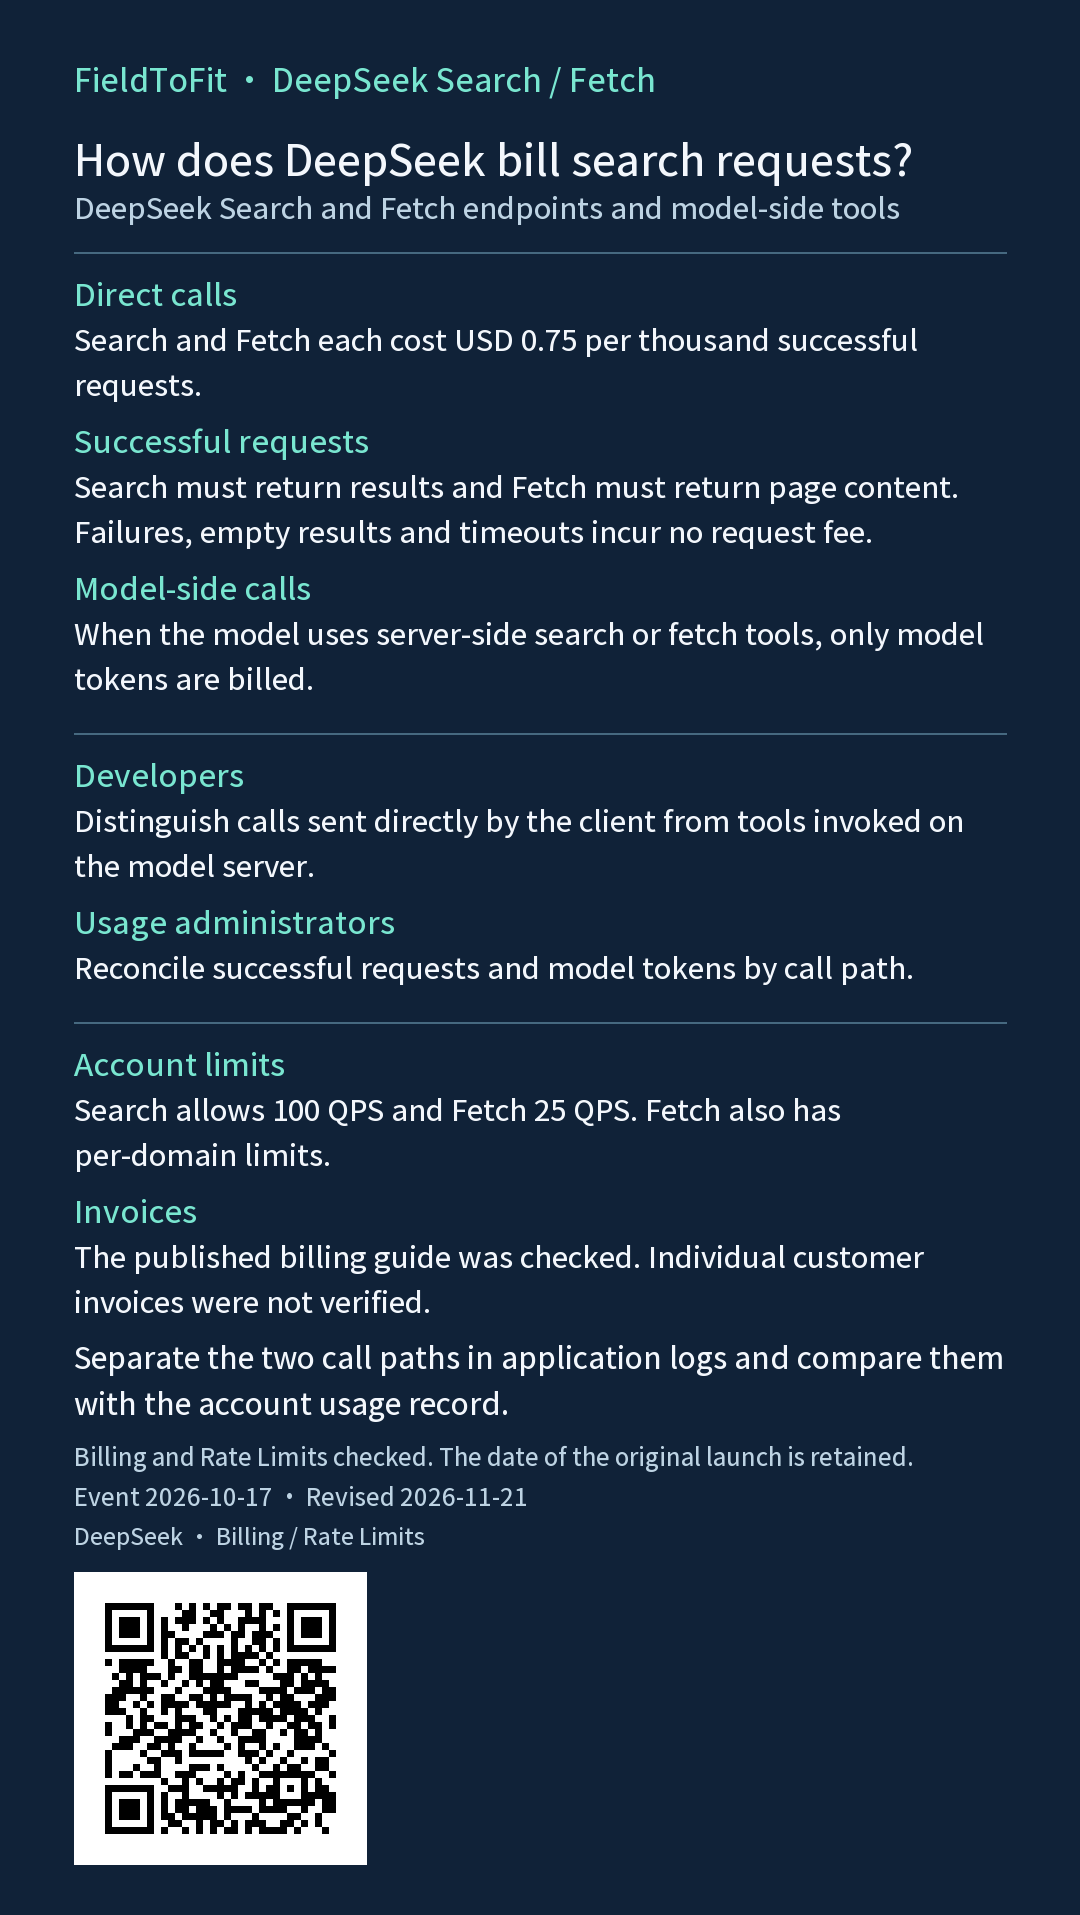 FieldToFit • DeepSeek Search / Fetch
How does DeepSeek bill search requests?
DeepSeek Search and Fetch endpoints and model-side tools
Direct calls
Search and Fetch each cost USD 0.75 per thousand successful
requests.
Successful requests
Search must return results and Fetch must return page content.
Failures, empty results and timeouts incur no request fee.
Model-side calls
When the model uses server-side search or fetch tools, only model
tokens are billed.
Developers
Distinguish calls sent directly by the client from tools invoked on
the model server.
Usage administrators
Reconcile successful requests and model tokens by call path.
Account limits
Search allows 100 QPS and Fetch 25 QPS. Fetch also has
per-domain limits.
Invoices
The published billing guide was checked. Individual customer
invoices were not verified.
Separate the two call paths in application logs and compare them
with the account usage record.
Billing and Rate Limits checked. The date of the original launch is retained.
Event 2026-10-17 • Revised 2026-11-21
DeepSeek • Billing / Rate Limits